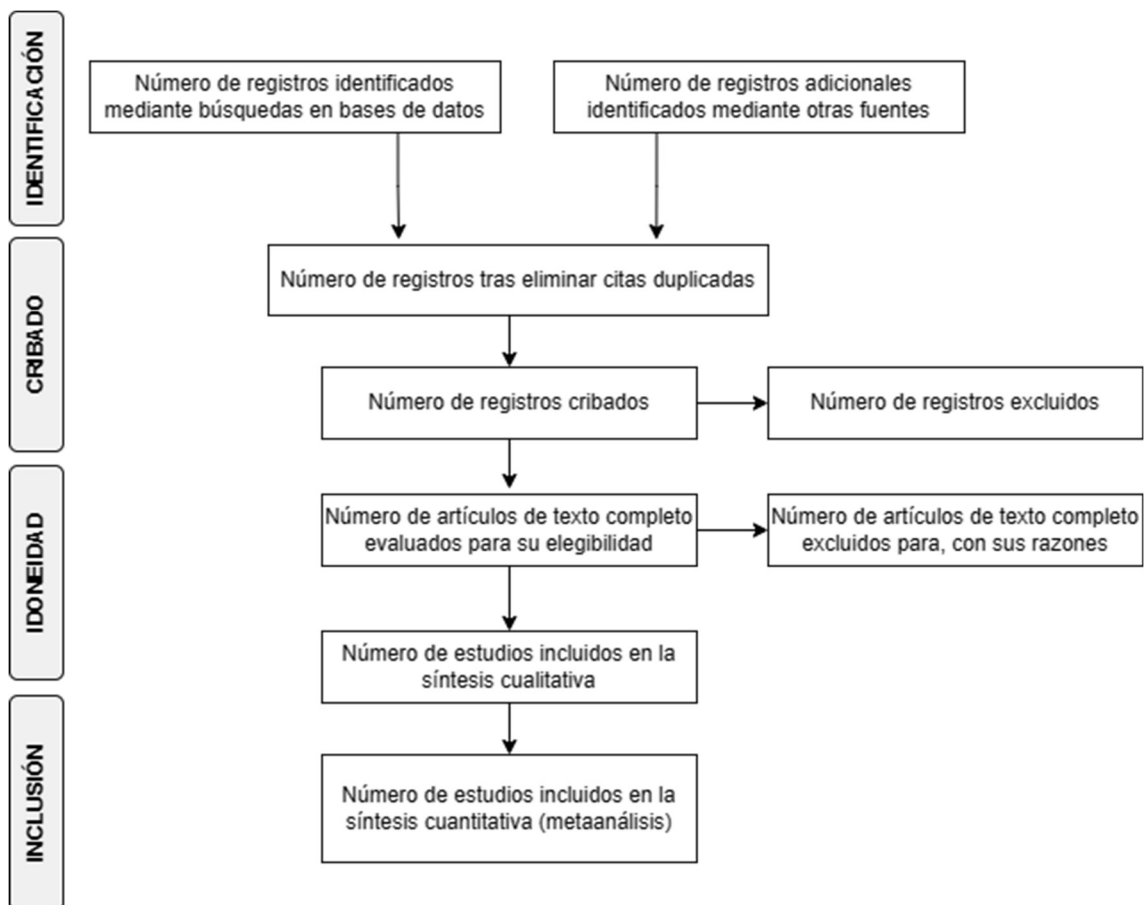 IDENTIFICACIÓN
Número de registros identificados
mediante búsquedas en bases de datos
Número de registros adicionales
identificados mediante otras fuentes
CRIBADO
Número de registros tras eliminar citas duplicadas
Número de registros cribados
Número de registros excluidos
IDONEIDAD
Número de artículos de texto completo
evaluados para su elegibilidad
Número de artículos de texto completo
excluidos para, con sus razones
Número de estudios incluidos en la
síntesis cualitativa
INCLUSIÓN
Número de estudios incluidos en la
síntesis cuantitativa (metaanálisis)